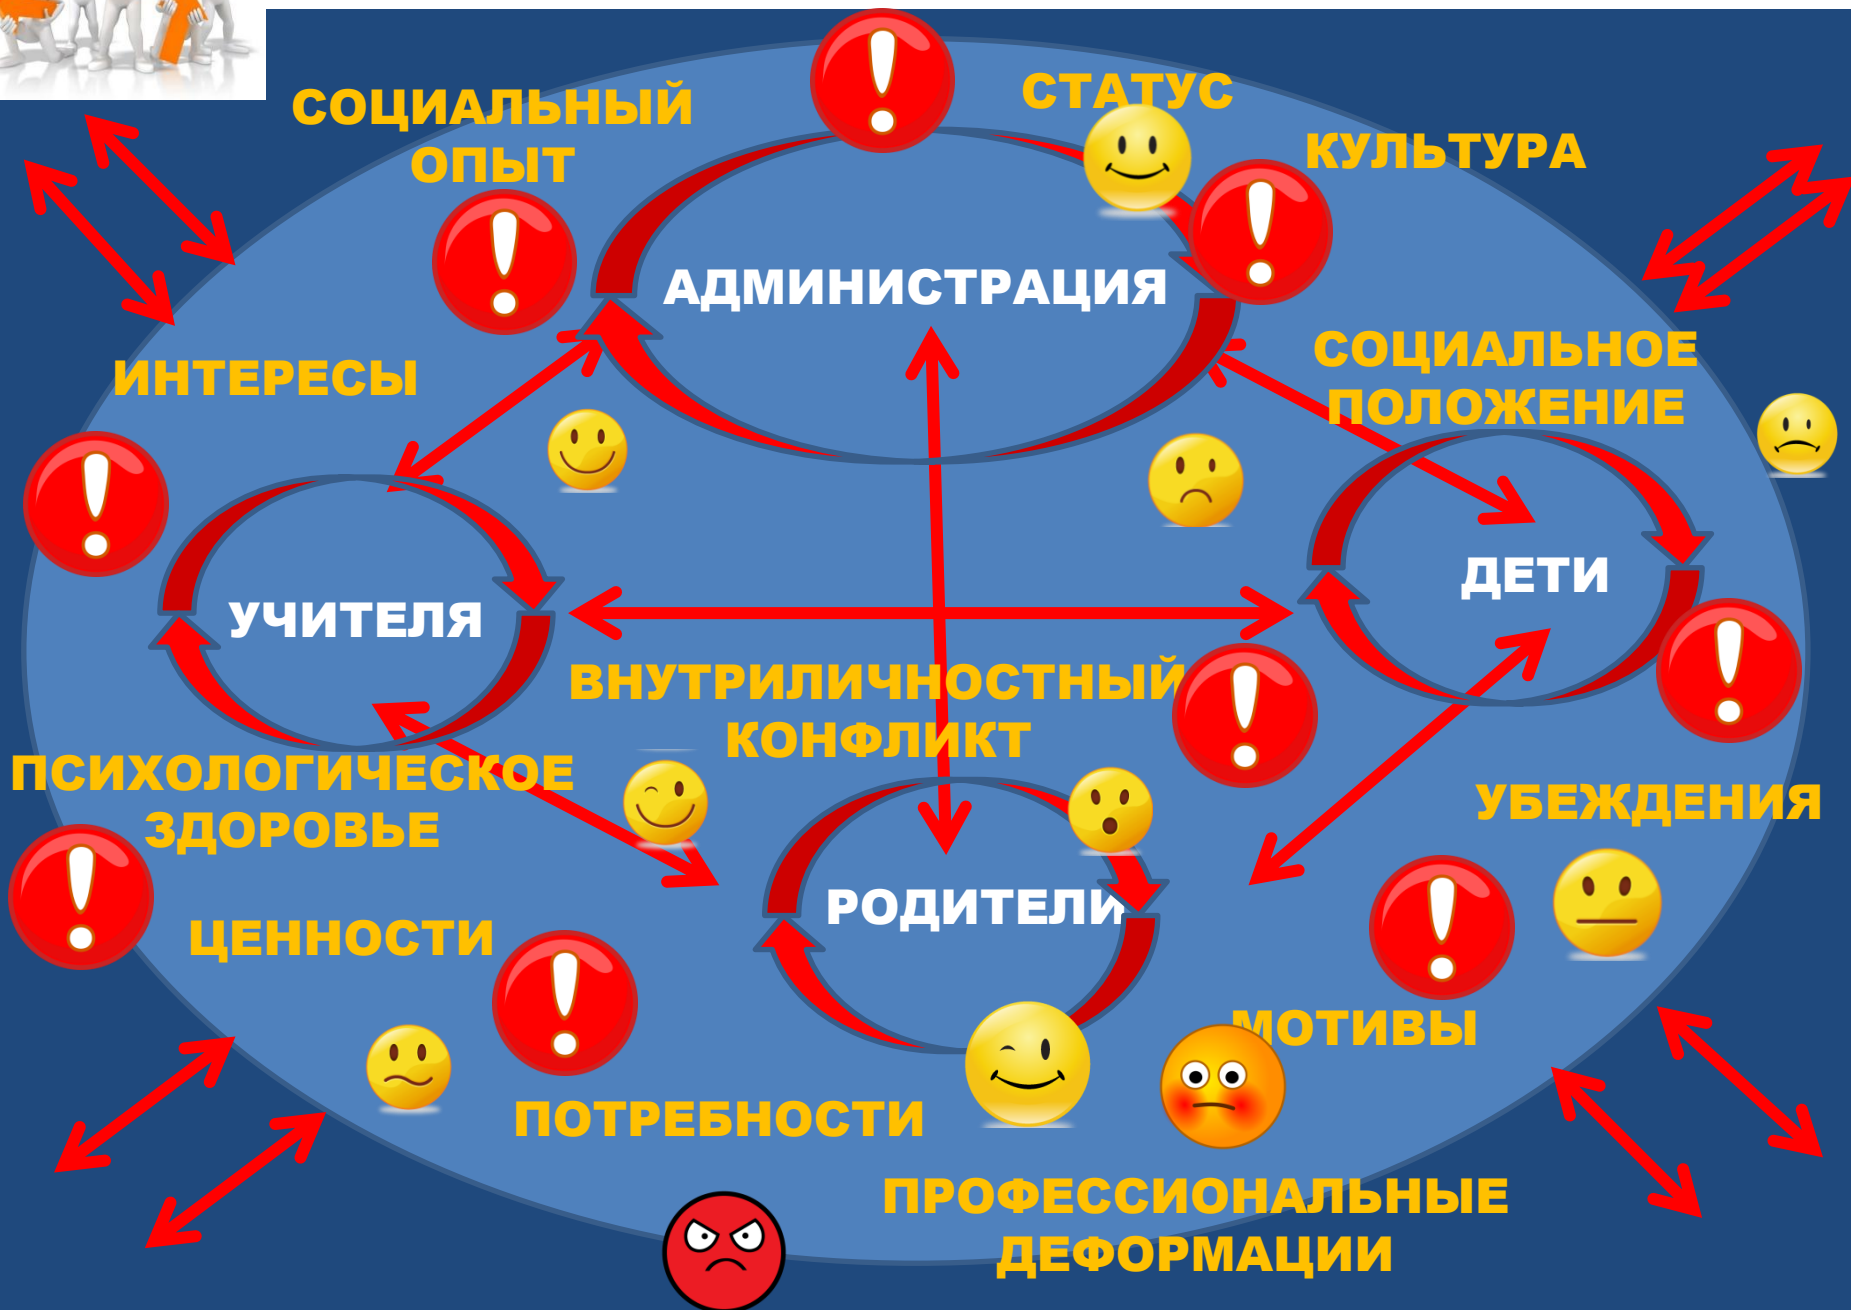 СОЦИАЛЬНЫЙ
ОПЫТ
СТАТУС
КУЛЬТУРА
АДМИНИСТРАЦИЯ
ИНТЕРЕСЫ
СОЦИАЛЬНОЕ
ПОЛОЖЕНИЕ
УЧИТЕЛЯ
ДЕТИ
ВНУТРИЛИЧНОСТНЫЙ
КОНФЛИКТ
ПСИХОЛОГИЧЕСКОЕ
ЗДОРОВЬЕ
УБЕЖДЕНИЯ
РОДИТЕЛИ
ЦЕННОСТИ
МОТИВЫ
ПОТРЕБНОСТИ
ПРОФЕССИОНАЛЬНЫЕ
ДЕФОРМАЦИИ